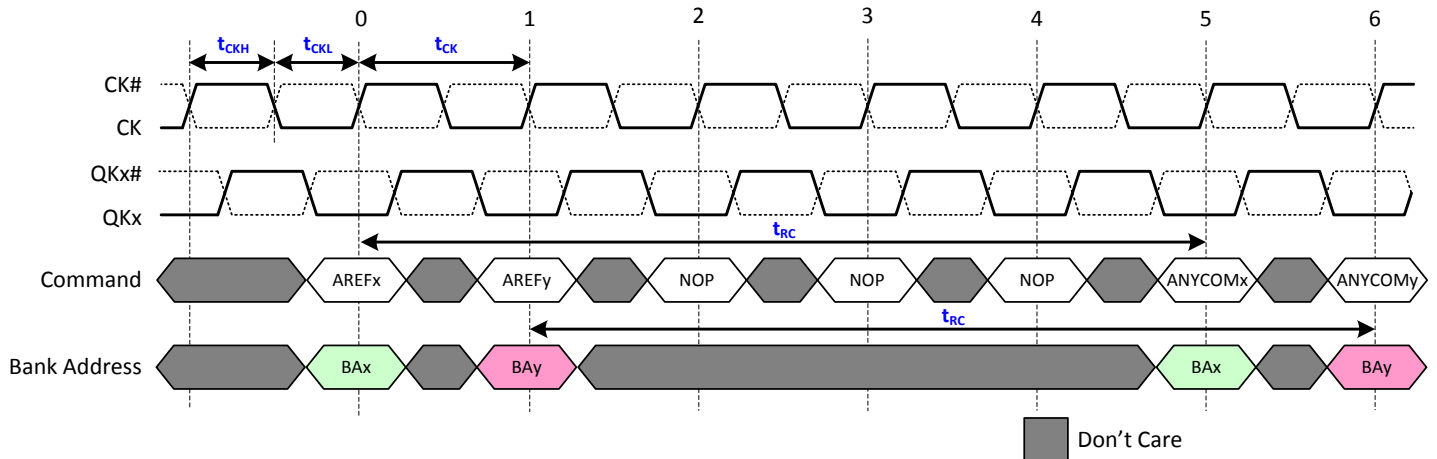 0 1 2 3 4 5 6
tCKH tCKL tCK
CK#
CK
QKx#
QKx
tRC
Command AREFx AREFy NOP NOP NOP ANYCOMx ANYCOMy
tRC
Bank Address BAx BAy BAx BAy
Don't Care